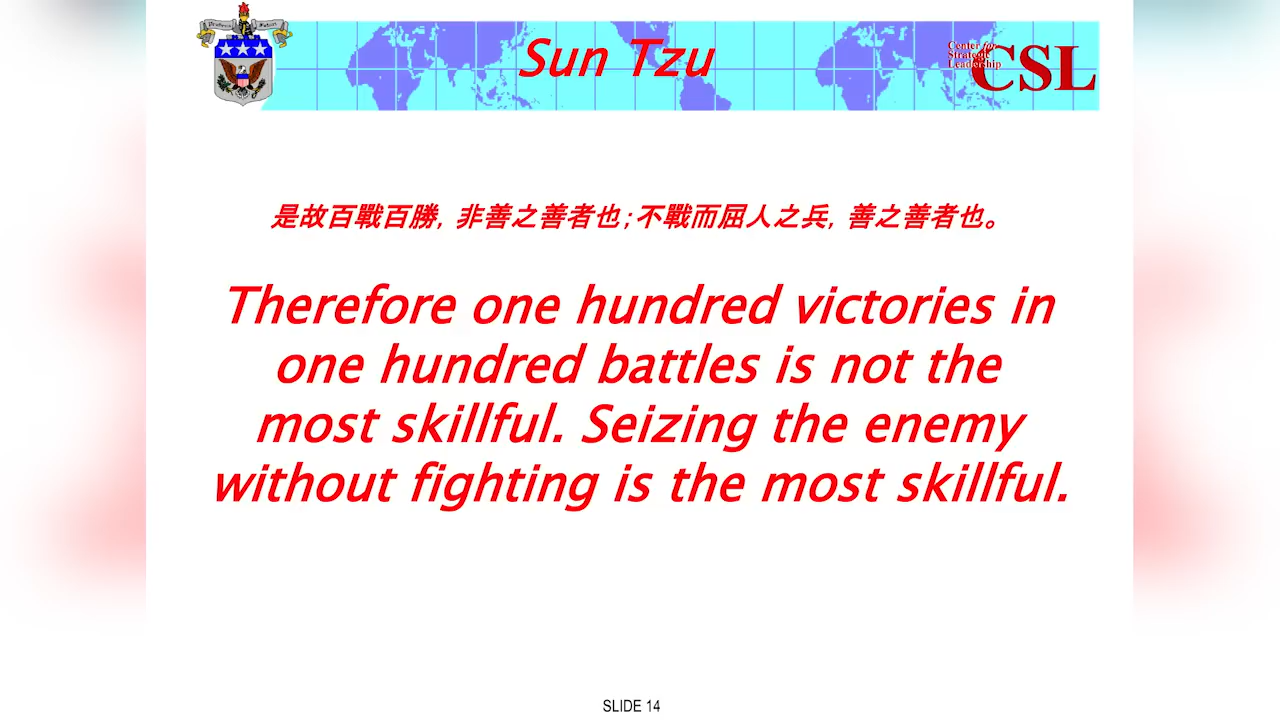 Sun Tzu
Center for
Strategic
Leadership
CSL
是故百戰百勝, 非善之善者也;不戰而屈人之兵, 善之善者也。
Therefore one hundred victories in
one hundred battles is not the
most skillful. Seizing the enemy
without fighting is the most skillful.
SLIDE 14